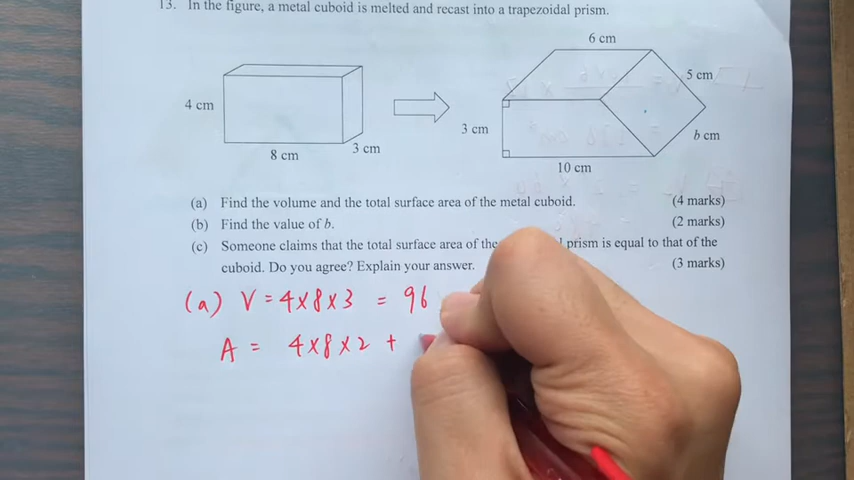 13. In the figure, a metal cuboid is melted and recast into a trapezoidal prism.
6 cm
5 cm
4 cm
3 cm
b cm
3 cm
8 cm
10 cm
(a) Find the volume and the total surface area of the metal cuboid. (4 marks)
(b) Find the value of b. (2 marks)
(c) Someone claims that the total surface area of the prism is equal to that of the
cuboid. Do you agree? Explain your answer. (3 marks)
(a) V = 4×8×3 = 96
A = 4×8×2 +